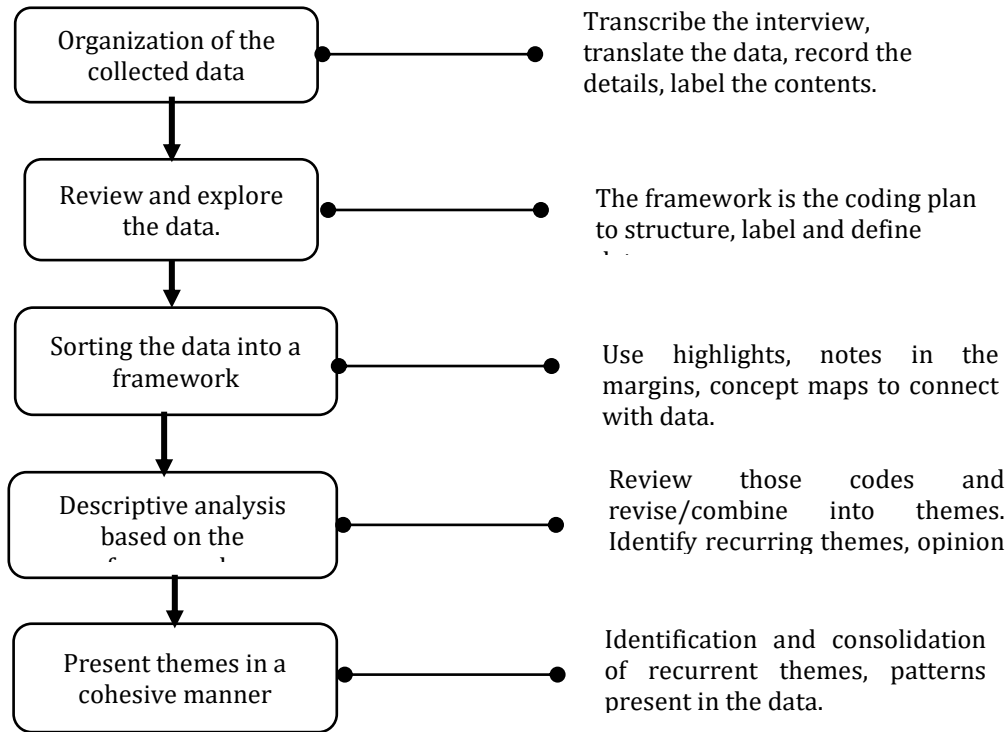 Organization of the
collected data
Transcribe the interview,
translate the data, record the
details, label the contents.
Review and explore
the data.
The framework is the coding plan
to structure, label and define
Sorting the data into a
framework
Use highlights, notes in the
margins, concept maps to connect
with data.
Descriptive analysis
based on the
Review those codes and
revise/combine into themes.
Identify recurring themes, opinion
Present themes in a
cohesive manner
Identification and consolidation
of recurrent themes, patterns
present in the data.